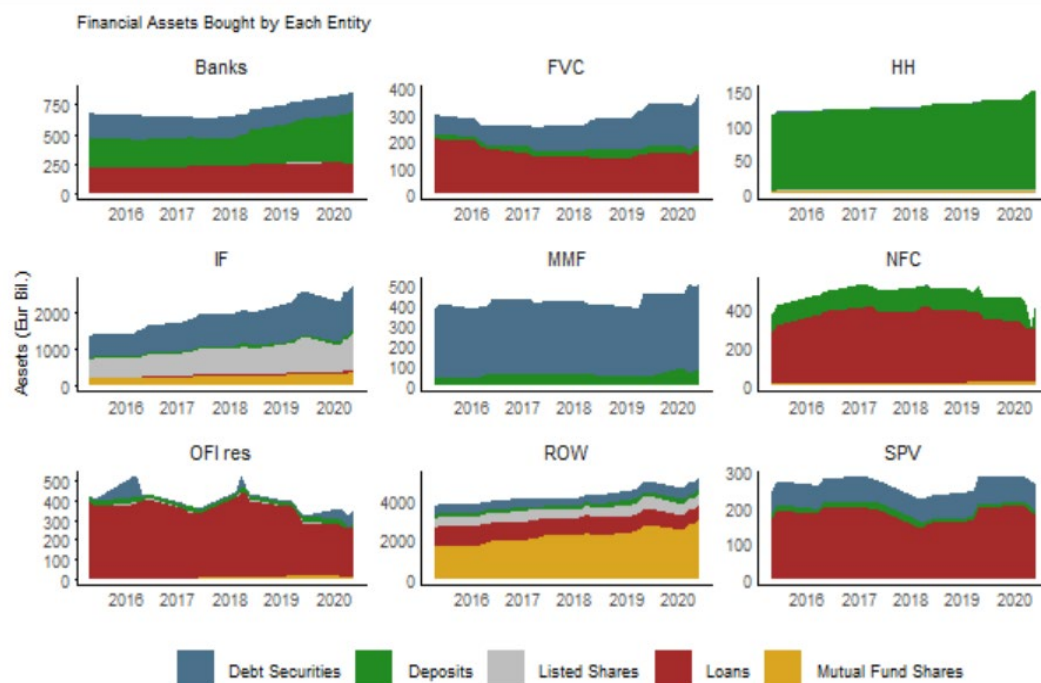 Financial Assets Bought by Each Entity
Banks FVC HH
750
500
250
0
400
300
200
100
0
150
100
50
0
2016 2017 2018 2019 2020
2016 2017 2018 2019 2020
2016 2017 2018 2019 2020
Assets (Eur Bil.)
IF MMF NFC
2000
1000
0
500
400
300
200
100
0
400
200
0
2016 2017 2018 2019 2020
2016 2017 2018 2019 2020
2016 2017 2018 2019 2020
OFI res ROW SPV
500
400
300
200
100
0
4000
2000
0
300
200
100
0
2016 2017 2018 2019 2020
2016 2017 2018 2019 2020
2016 2017 2018 2019 2020
Debt Securities Deposits Listed Shares Loans Mutual Fund Shares